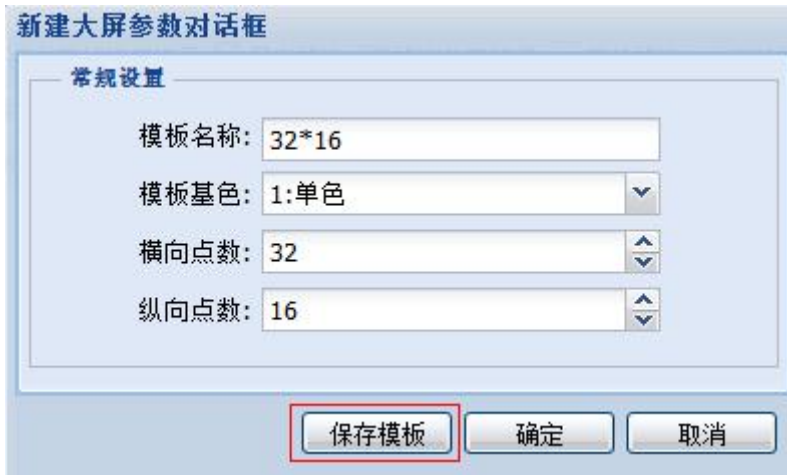 新建大屏参数对话框
常规设置
模板名称: 32*16
模板基色: 1:单色
横向点数: 32
纵向点数: 16
保存模板 确定 取消